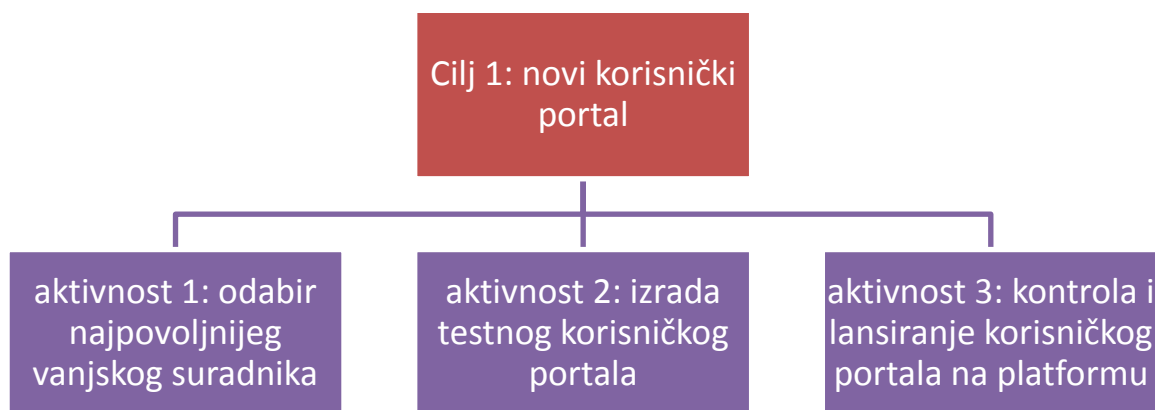 Cilj 1: novi korisnički
portal
aktivnost 1: odabir
najpovoljnijeg
vanjskog suradnika
aktivnost 2: izrada
testnog korisničkog
portala
aktivnost 3: kontrola i
lansiranje korisničkog
portala na platformu